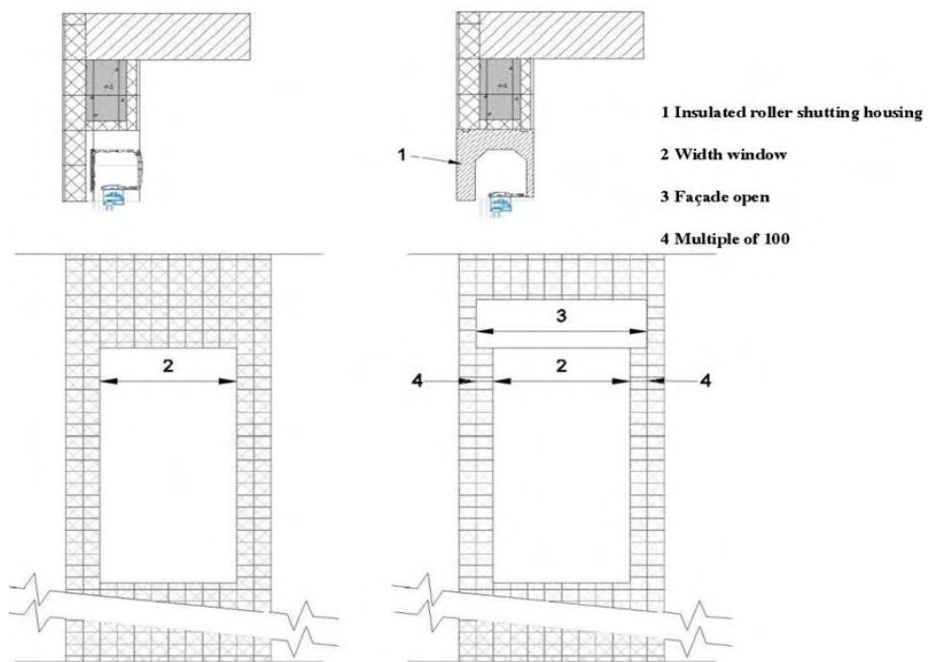 1
1 Insulated roller shutting housing
2 Width window
3 Façade open
4 Multiple of 100
3
2
4
2
4